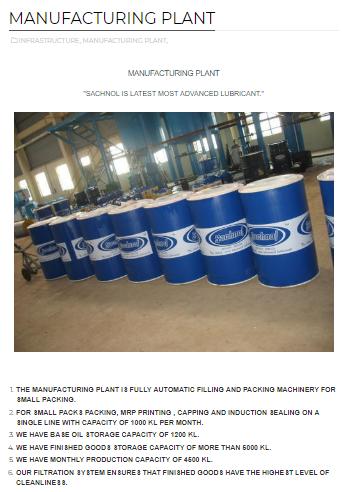 MANUFACTURING PLANT
INFRASTRUCTURE, MANUFACTURING PLANT,
MANUFACTURING PLANT
"SACHNOL IS LATEST MOST ADVANCED LUBRICANT."
Sachnol
Sachnol
Sachnol
Sachnol
1. THE MANUFACTURING PLANT IS FULLY AUTOMATIC FILLING AND PACKING MACHINERY FOR
SMALL PACKING.
2. FOR SMALL PACKS PACKING, MRP PRINTING , CAPPING AND INDUCTION SEALING ON A
SINGLE LINE WITH CAPACITY OF 1000 KL PER MONTH.
3. WE HAVE BASE OIL STORAGE CAPACITY OF 1200 KL.
4. WE HAVE FINISHED GOODS STORAGE CAPACITY OF MORE THAN 5000 KL.
5. WE HAVE MONTHLY PRODUCTION CAPACITY OF 4500 KL.
6. OUR FILTRATION SYSTEM ENSURES THAT FINISHED GOODS HAVE THE HIGHEST LEVEL OF
CLEANLINESS.